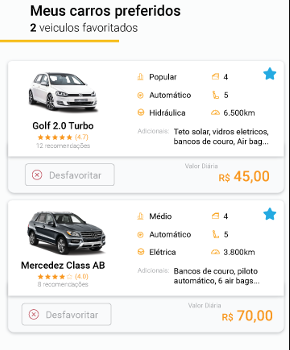 Meus carros preferidos
2 veiculos favoritados
Popular 4
Automático 5
Hidráulica 6.500km
Golf 2.0 Turbo
(4.7)
12 recomendações
Adicionais: Teto solar, vidros eletricos,
bancos de couro, Air bag...
Desfavoritar
Valor Diária
R$ 45,00
Médio 4
Automático 5
Elétrica 3.800km
Mercedez Class AB
(4.0)
8 recomendações
Adicionais: Bancos de couro, piloto
automático, 6 air bags...
Desfavoritar
Valor Diária
R$ 70,00